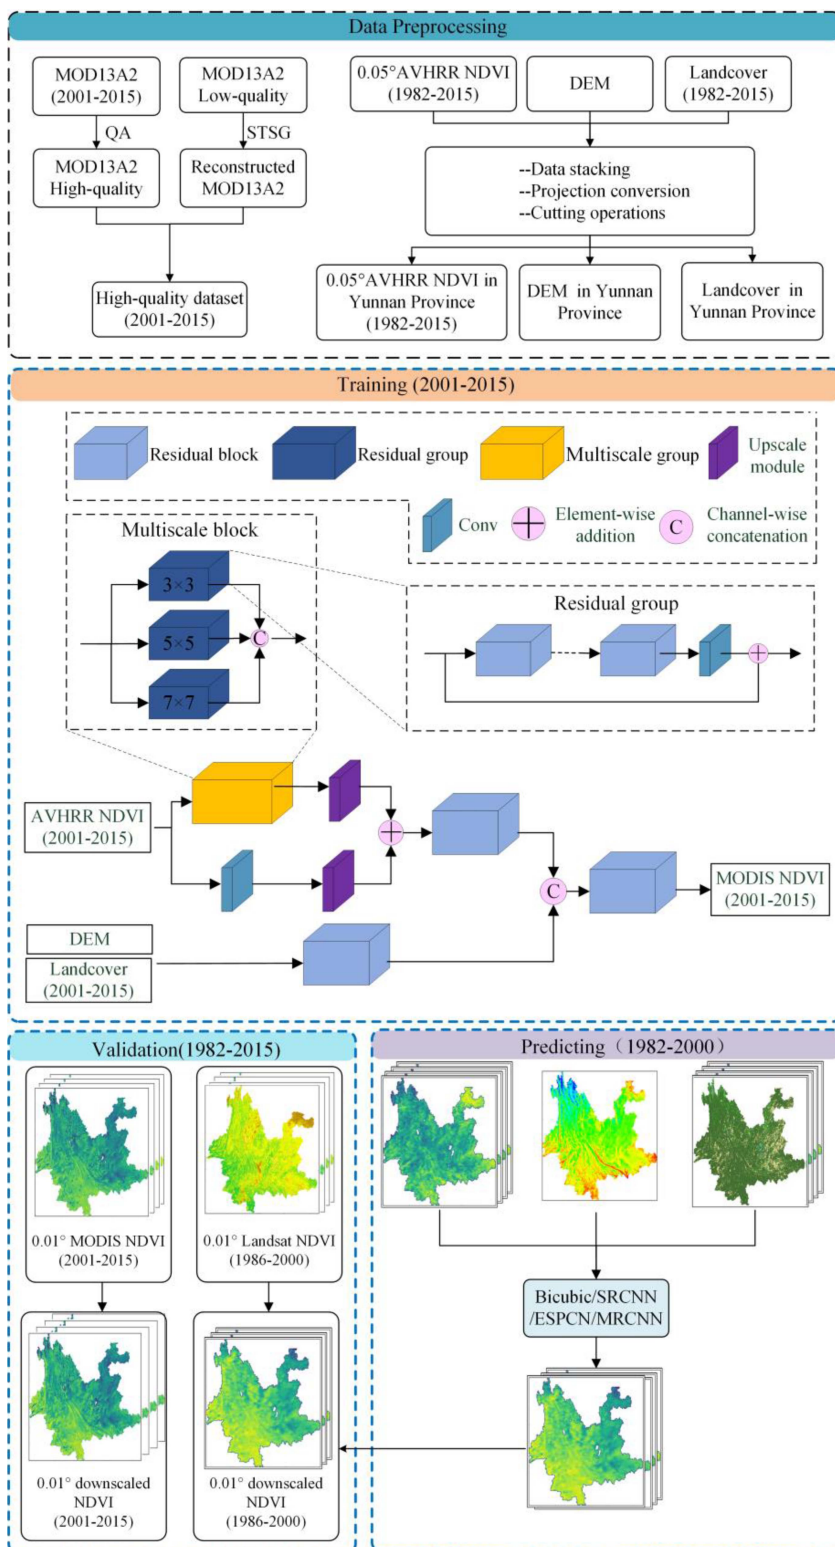 Data Preprocessing
MOD13A2
(2001-2015)
MOD13A2
Low-quality
0.05°AVHRR NDVI
(1982-2015)
DEM
Landcover
(1982-2015)
QA
STSG
MOD13A2
High-quality
Reconstructed
MOD13A2
--Data stacking
--Projection conversion
--Cutting operations
High-quality dataset
(2001-2015)
0.05°AVHRR NDVI in
Yunnan Province
(1982-2015)
DEM in Yunnan
Province
Landcover in
Yunnan Province
Training (2001-2015)
Residual block
Residual group
Multiscale group
Upscale
module
Conv
Element-wise
addition
C
Channel-wise
concatenation
Multiscale block
3×3
5×5
7×7
C
Residual group
AVHRR NDVI
(2001-2015)
C
MODIS NDVI
(2001-2015)
DEM
Landcover
(2001-2015)
Validation(1982-2015)
0.01° MODIS NDVI
(2001-2015)
0.01° Landsat NDVI
(1986-2000)
0.01° downscaled
NDVI
(2001-2015)
0.01° downscaled
NDVI
(1986-2000)
Predicting（1982-2000）
Bicubic/SRCNN
/ESPCN/MRCNN